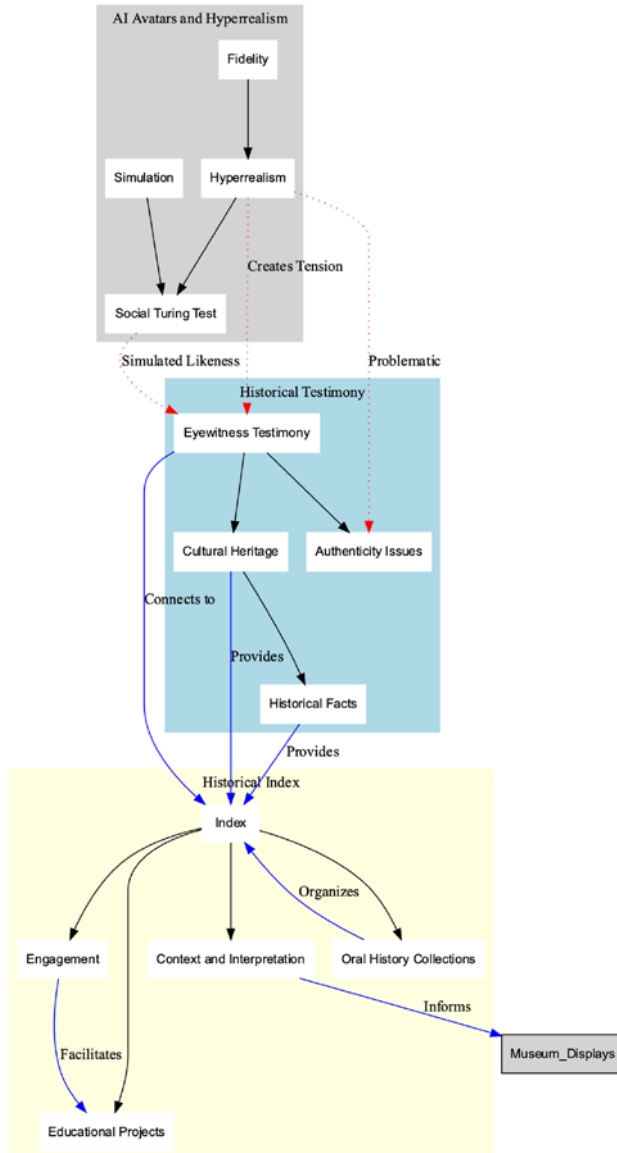 AI Avatars and Hyperrealism
Fidelity
Simulation
Hyperrealism
Creates Tension
Social Turing Test
Simulated Likeness
Problematic
Historical Testimony
Eyewitness Testimony
Cultural Heritage
Authenticity Issues
Connects to
Provides
Historical Facts
Provides
Historical Index
Index
Organizes
Engagement
Context and Interpretation
Oral History Collections
Informs
Museum_Displays
Facilitates
Educational Projects